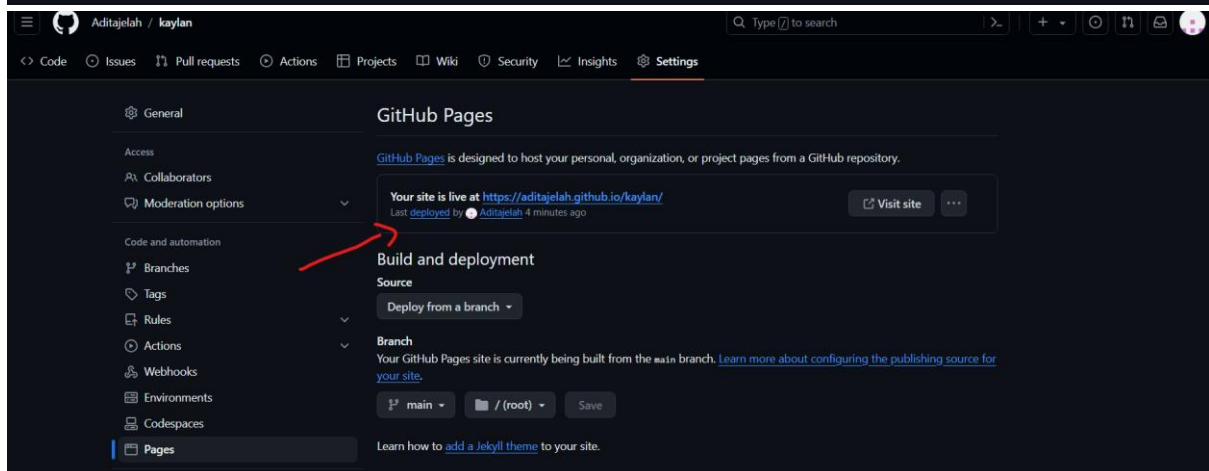 Aditajelah / kaylan
Type / to search
Code Issues Pull requests Actions Projects Wiki Security Insights Settings
General
Access
Collaborators
Moderation options
Code and automation
Branches
Tags
Rules
Actions
Webhooks
Environments
Codespaces
Pages
GitHub Pages
GitHub Pages is designed to host your personal, organization, or project pages from a GitHub repository.
Your site is live at https://aditajelah.github.io/kaylan/
Last deployed by Aditajelah 4 minutes ago
Visit site
Build and deployment
Source
Deploy from a branch
Branch
Your GitHub Pages site is currently being built from the main branch. Learn more about configuring the publishing source for
your site.
main / (root) Save
Learn how to add a Jekyll theme to your site.